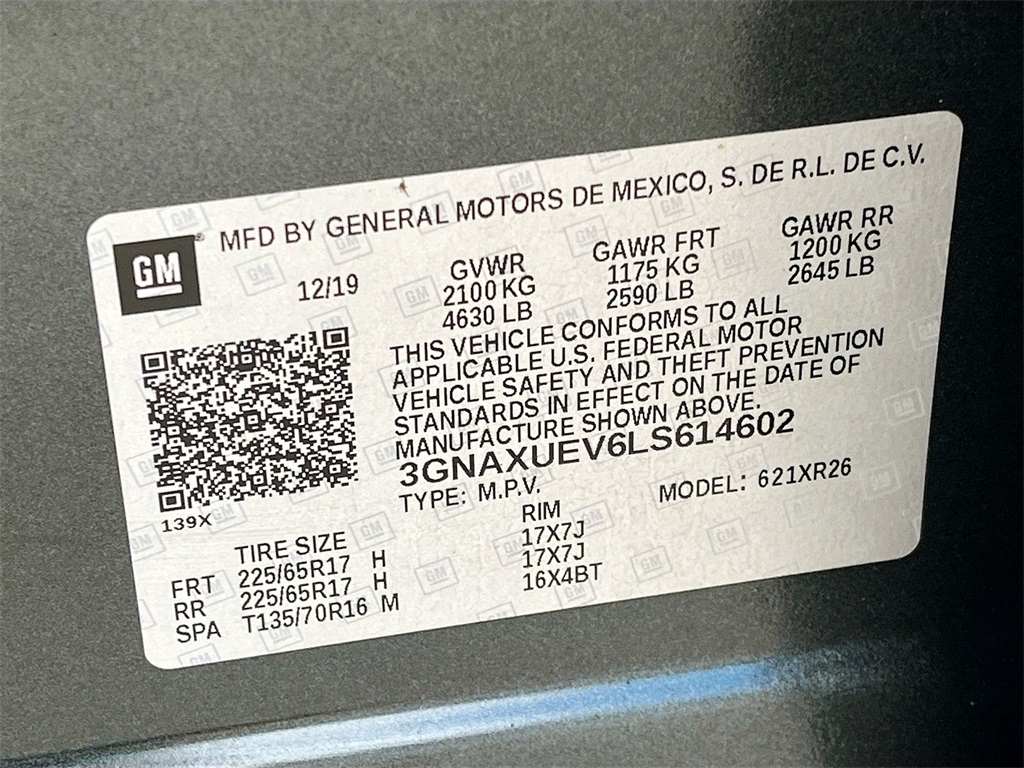 MFD BY GENERAL MOTORS DE MEXICO, S. DE R.L. DE C.V.
GM ®
12/19
GVWR GAWR FRT GAWR RR
2100 KG 1175 KG 1200 KG
4630 LB 2590 LB 2645 LB
THIS VEHICLE CONFORMS TO ALL
APPLICABLE U.S. FEDERAL MOTOR
VEHICLE SAFETY AND THEFT PREVENTION
STANDARDS IN EFFECT ON THE DATE OF
MANUFACTURE SHOWN ABOVE.
3GNAXUEV6LS614602
TYPE: M.P.V. MODEL: 621XR26
139X
TIRE SIZE RIM
FRT 225/65R17 H 17X7J
RR 225/65R17 H 17X7J
SPA T135/70R16 M 16X4BT